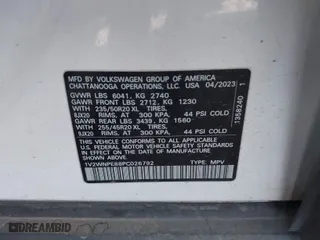 MFD BY VOLKSWAGEN GROUP OF AMERICA
CHATTANOOGA OPERATIONS, LLC. USA 04/2023
GVWR LBS 6041, KG 2740
GAWR FRONT LBS 2712, KG 1230
WITH 235/50R20 XL TIRES,
8JX20 RIMS, AT 300 KPA, 44 PSI COLD
GAWR REAR LBS 3439, KG 1560
WITH 255/45R20 XL TIRES,
9JX20 RIMS, AT 300 KPA, 44 PSI COLD
THIS VEHICLE CONFORMS TO ALL APPLICABLE
FEDERAL MOTOR VEHICLE SAFETY STANDARDS
IN EFFECT ON THE DATE OF MANUFACTURE
SHOWN ABOVE.
TYPE: MPV
DREAMBID & AUTOBIDCAR